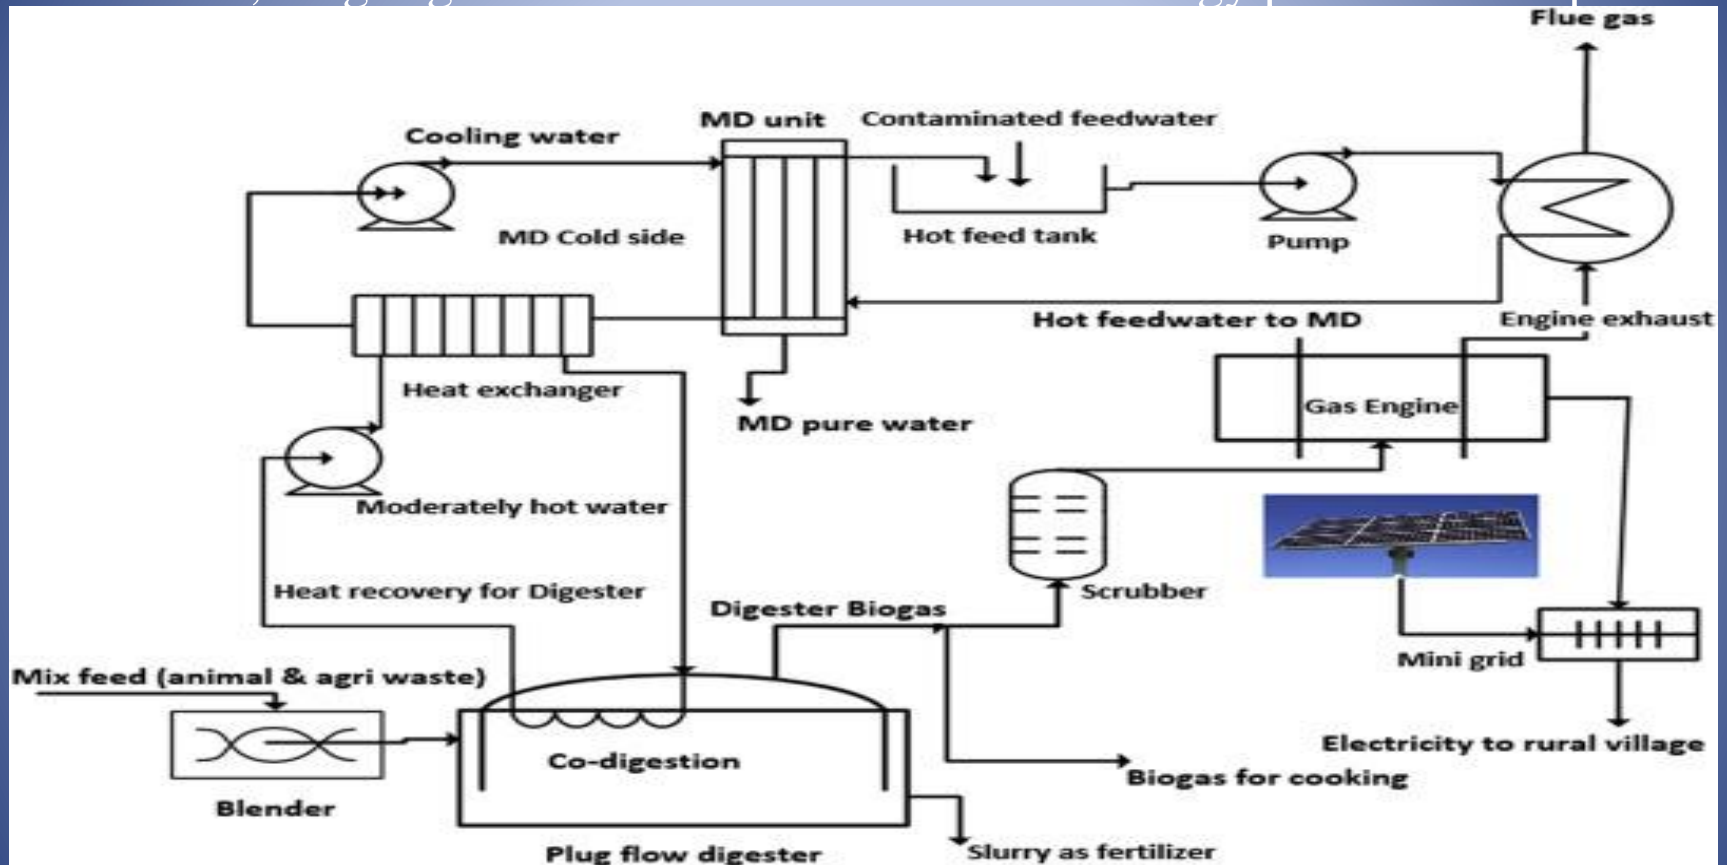 Flue gas
MD unit
Contaminated feedwater
Cooling water
MD Cold side
Hot feed tank
Pump
Hot feedwater to MD
Engine exhaust
Heat exchanger
Gas Engine
MD pure water
Moderately hot water
Heat recovery for Digester
Digester Biogas
Scrubber
Mini grid
Mix feed (animal & agri waste)
Electricity to rural village
Co-digestion
Biogas for cooking
Blender
Plug flow digester
Slurry as fertilizer